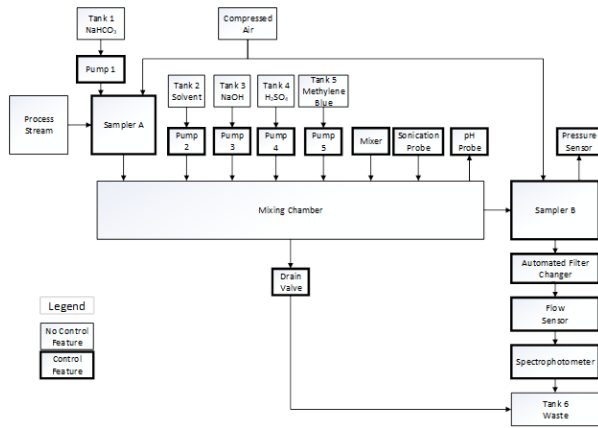 Tank 1
NaHCO₃
Compressed
Air
Pump 1
Tank 2
Solvent
Tank 3
NaOH
Tank 4
H₂SO₄
Tank 5
Methylene
Blue
Process
Stream
Sampler A
Pump
2
Pump
3
Pump
4
Pump
5
Mixer
Sonication
Probe
pH
Probe
Pressure
Sensor
Mixing Chamber
Sampler B
Drain
Valve
Automated Filter
Changer
Legend
Flow
Sensor
No Control
Feature
Control
Feature
Spectrophotometer
Tank 6
Waste